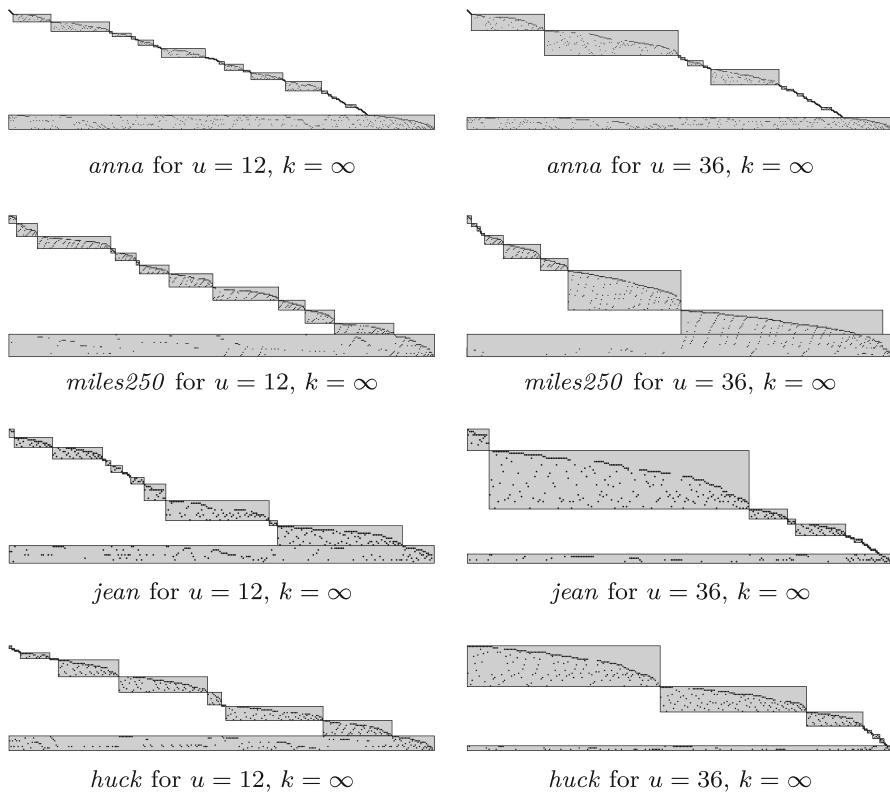 anna for u = 12, k = ∞
anna for u = 36, k = ∞
miles250 for u = 12, k = ∞
miles250 for u = 36, k = ∞
jean for u = 12, k = ∞
jean for u = 36, k = ∞
huck for u = 12, k = ∞
huck for u = 36, k = ∞